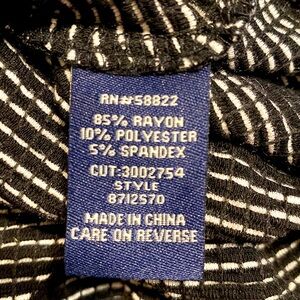 RN#58822
85% RAYON
10% POLYESTER
5% SPANDEX
CUT:3002754
STYLE
8712570
MADE IN CHINA
CARE ON REVERSE